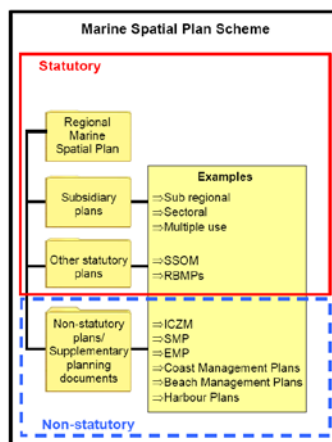 Marine Spatial Plan Scheme
Statutory
Regional
Marine
Spatial Plan
Subsidiary
plans
Other statutory
plans
Non-statutory
plans/
Supplementary
planning
documents
Examples
⇒Sub regional
⇒Sectoral
⇒Multiple use
⇒SSOM
⇒RBMPs
⇒ICZM
⇒SMP
⇒EMP
⇒Coast Management Plans
⇒Beach Management Plans
⇒Harbour Plans
Non-statutory